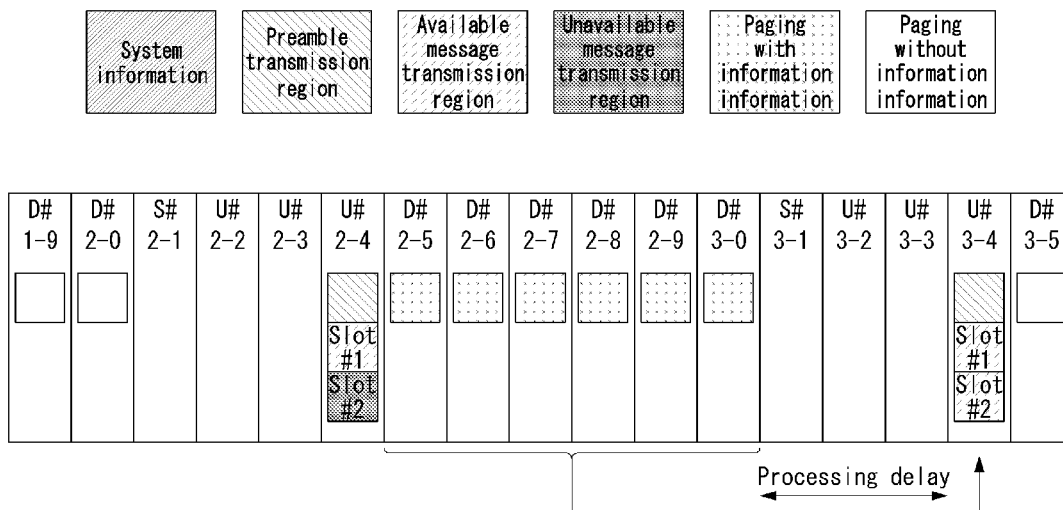 System
information
Preamble
transmission
region
Available
message
transmission
region
Unavailable
message
transmission
region
Paging
with
information
information
Paging
without
information
information
D# D# S# U# U# U# D# D# D# D# D# D# S# U# U# U# D#
1-9 2-0 2-1 2-2 2-3 2-4 2-5 2-6 2-7 2-8 2-9 3-0 3-1 3-2 3-3 3-4 3-5
Slot
#1
Slot
#2
Slot
#1
Slot
#2
Processing delay